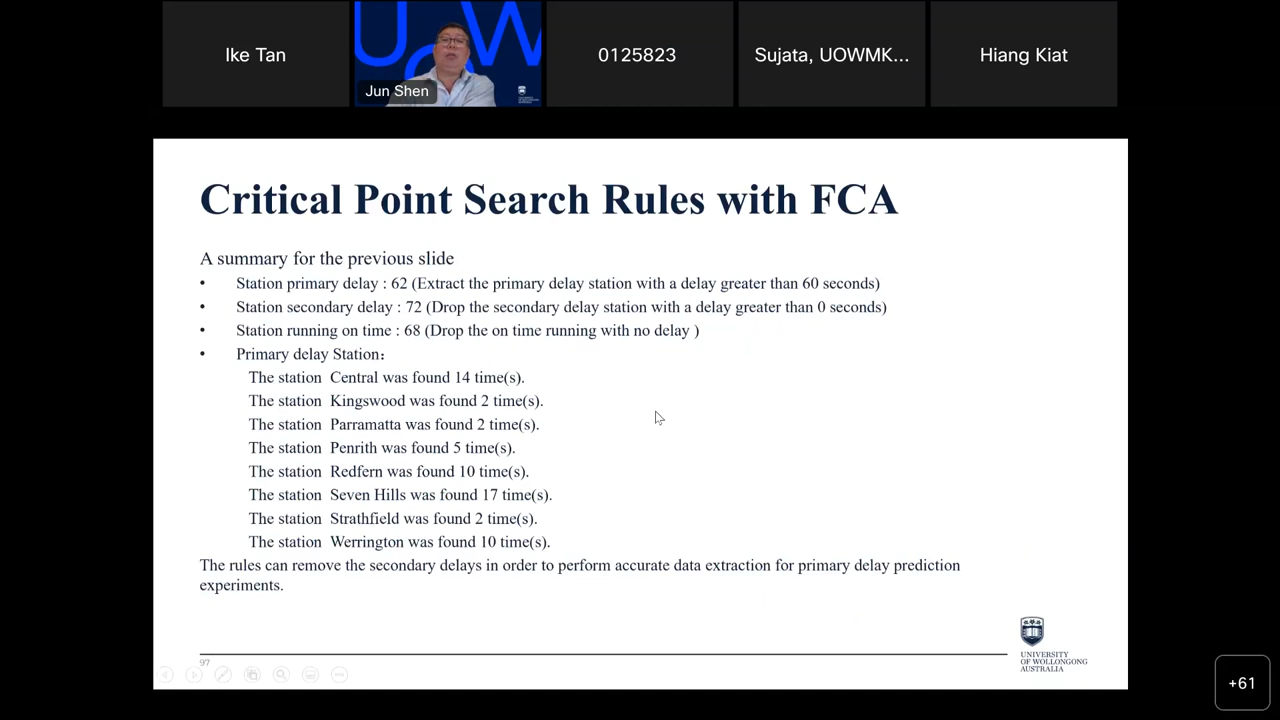 Ike Tan
UOW
Jun Shen
0125823
Sujata, UOWMK...
Hiang Kiat
Critical Point Search Rules with FCA
A summary for the previous slide
• Station primary delay : 62 (Extract the primary delay station with a delay greater than 60 seconds)
• Station secondary delay : 72 (Drop the secondary delay station with a delay greater than 0 seconds)
• Station running on time : 68 (Drop the on time running with no delay )
• Primary delay Station：
The station Central was found 14 time(s).
The station Kingswood was found 2 time(s).
The station Parramatta was found 2 time(s).
The station Penrith was found 5 time(s).
The station Redfern was found 10 time(s).
The station Seven Hills was found 17 time(s).
The station Strathfield was found 2 time(s).
The station Werrington was found 10 time(s).
The rules can remove the secondary delays in order to perform accurate data extraction for primary delay prediction
experiments.
97
UNIVERSITY
OF WOLLONGONG
AUSTRALIA
+61